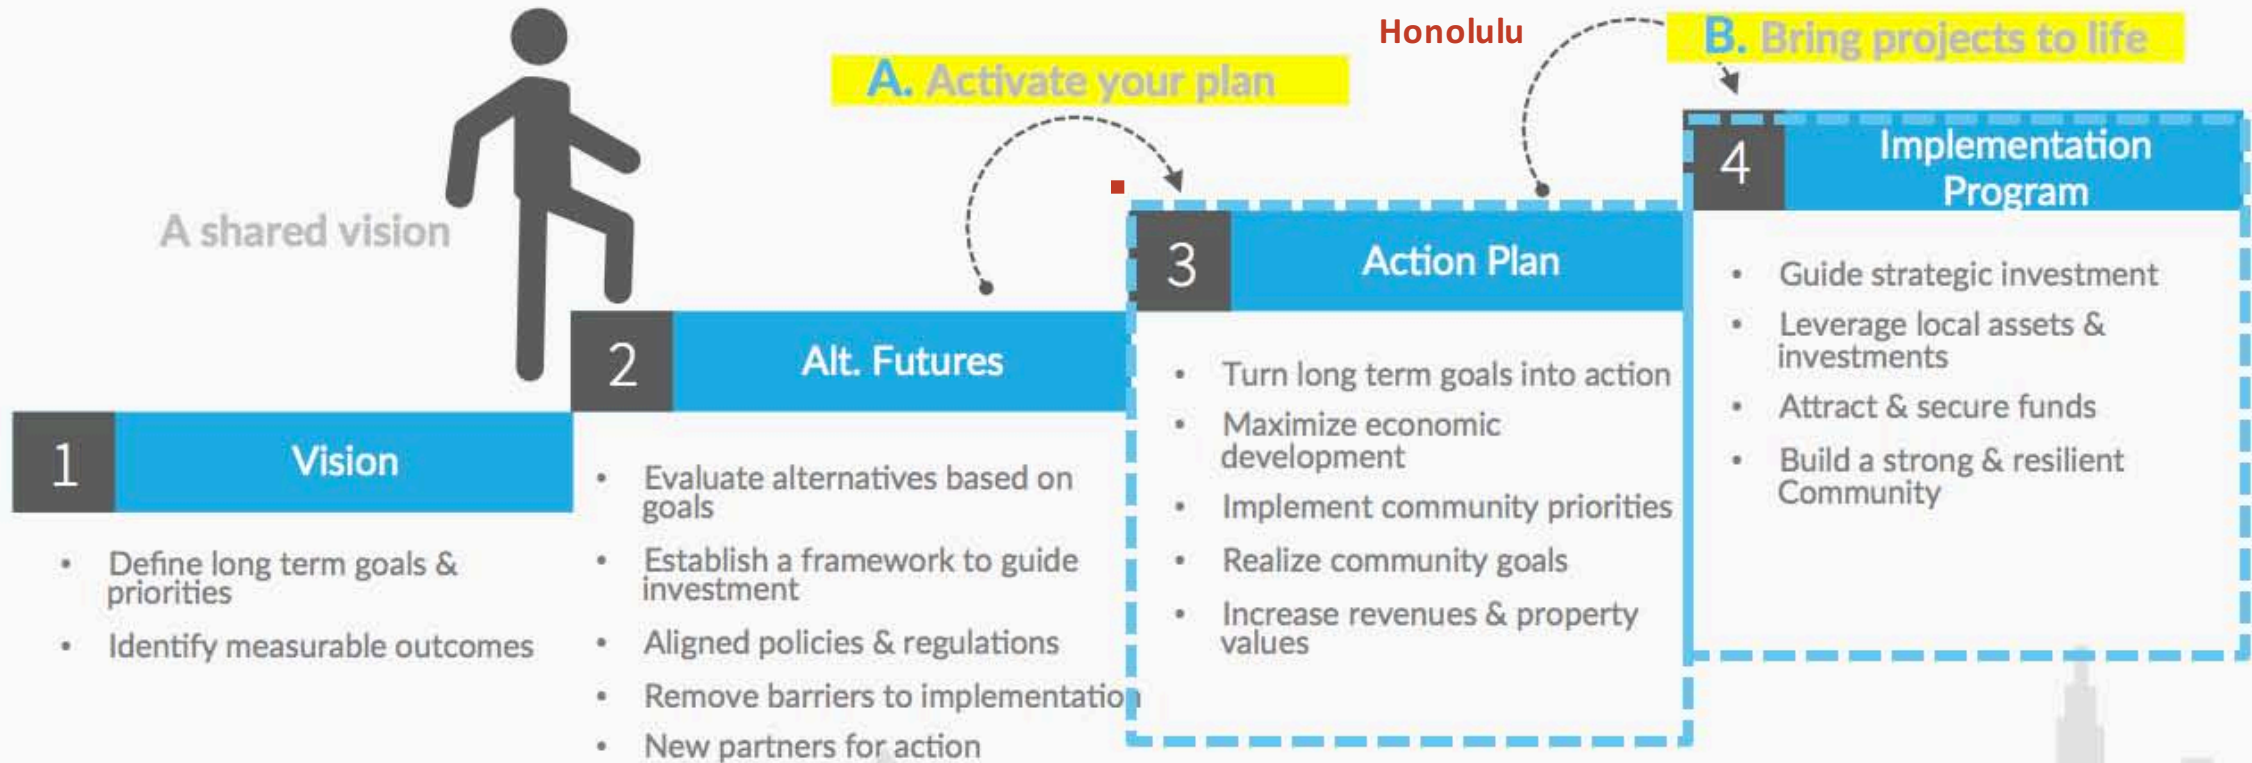 Honolulu
B. Bring projects to life
A. Activate your plan
A shared vision
1
Vision
• Define long term goals &
priorities
• Identify measurable outcomes
2
Alt. Futures
• Evaluate alternatives based on
goals
• Establish a framework to guide
investment
• Aligned policies & regulations
• Remove barriers to implementation
• New partners for action
3
Action Plan
• Turn long term goals into action
• Maximize economic
development
• Implement community priorities
• Realize community goals
• Increase revenues & property
values
4
Implementation
Program
• Guide strategic investment
• Leverage local assets &
investments
• Attract & secure funds
• Build a strong & resilient
Community